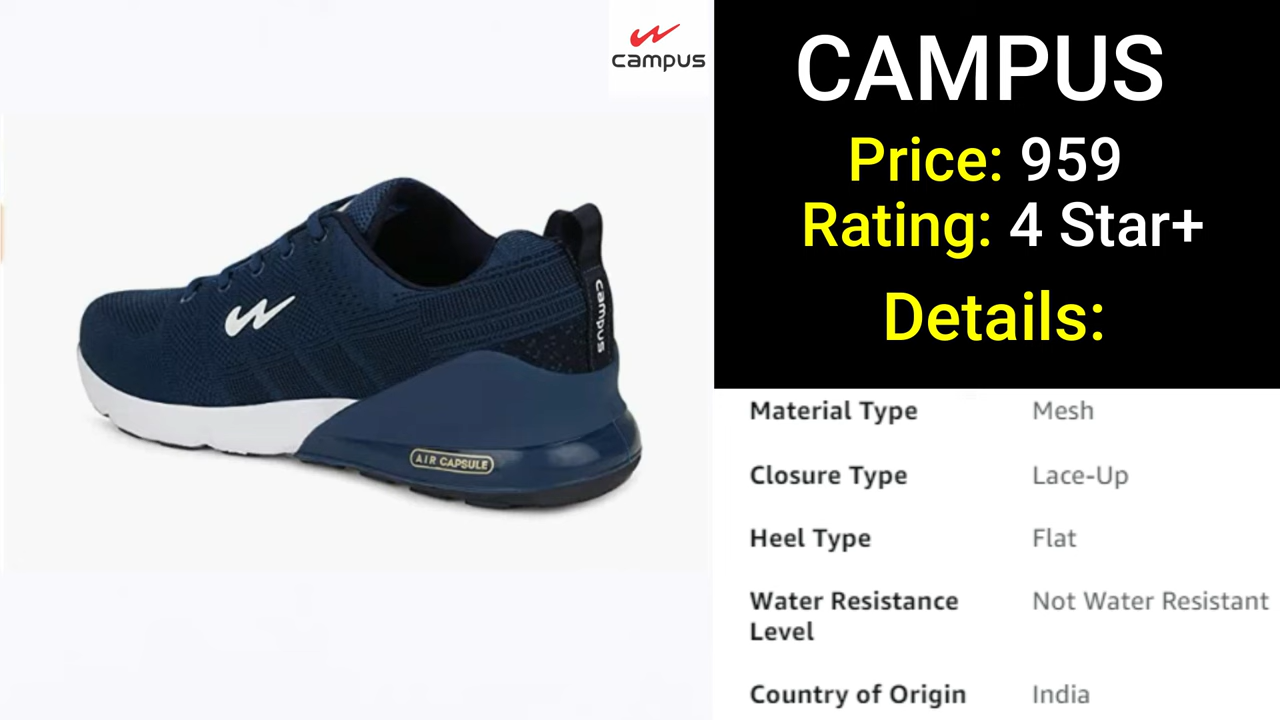 campus
CAMPUS
Price: 959
Rating: 4 Star+
Details:
campus
AIR CAPSULE
Material Type Mesh
Closure Type Lace-Up
Heel Type Flat
Water Resistance Not Water Resistant
Level
Country of Origin India